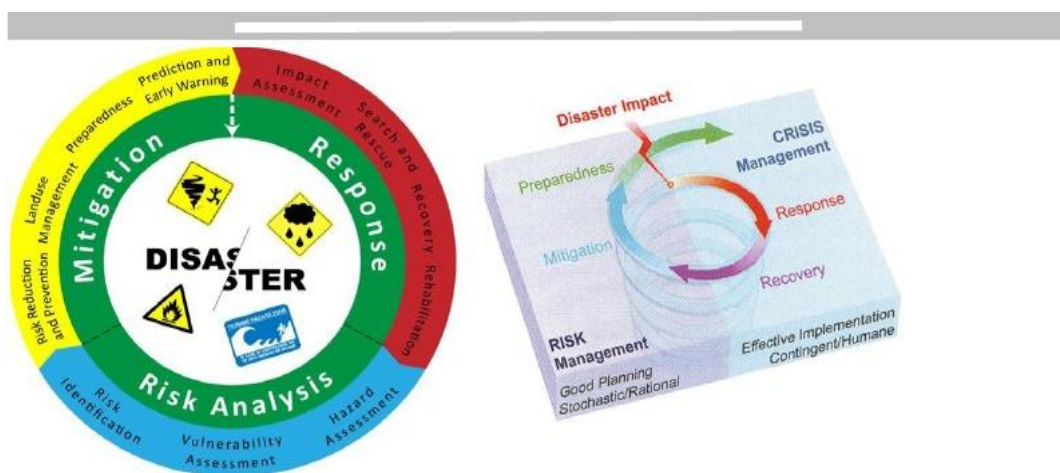 Prediction and
Early Warning
Preparedness
Landuse
Management
Risk Reduction
and Prevention
Impact
Assessment
Search and
Rescue
Recovery
Rehabilitation
Mitigation
Response
Risk Analysis
DISAS
STER
Risk
Identification
Vulnerability
Assessment
Hazard
Assessment
Disaster Impact
CRISIS
Management
Preparedness
Response
Mitigation
Recovery
RISK
Management
Good Planning
Stochastic/Rational
Effective Implementation
Contingent/Humane